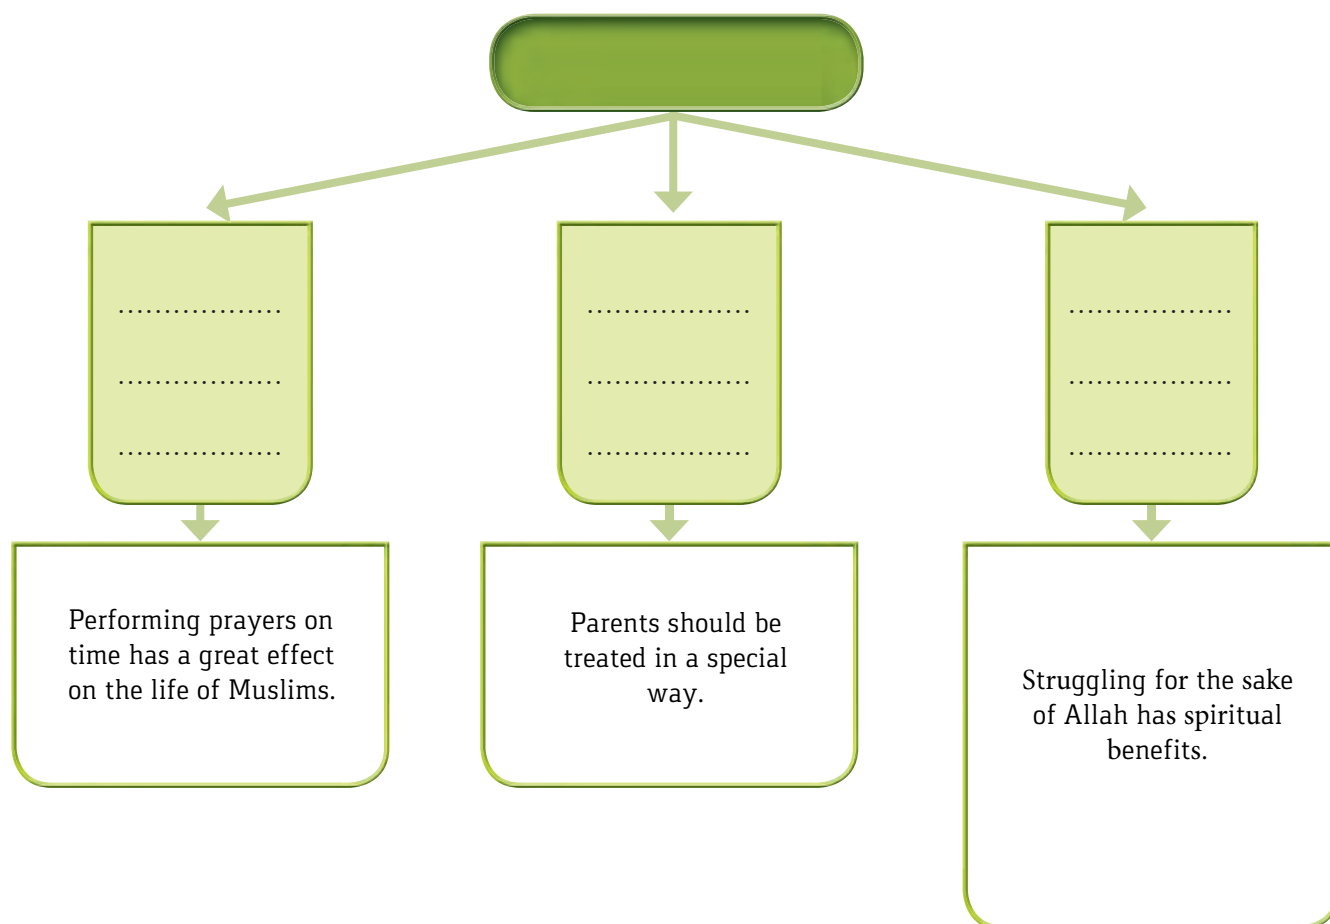 ..................
..................
..................
..................
..................
..................
..................
..................
..................
Performing prayers on
time has a great effect
on the life of Muslims.
Parents should be
treated in a special
way.
Struggling for the sake
of Allah has spiritual
benefits.